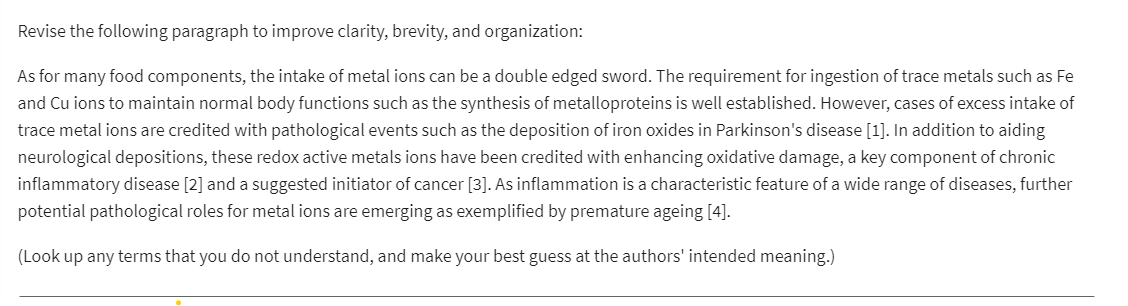 Revise the following paragraph to improve clarity, brevity, and organization:
As for many food components, the intake of metal ions can be a double edged sword. The requirement for ingestion of trace metals such as Fe
and Cu ions to maintain normal body functions such as the synthesis of metalloproteins is well established. However, cases of excess intake of
trace metal ions are credited with pathological events such as the deposition of iron oxides in Parkinson's disease [1]. In addition to aiding
neurological depositions, these redox active metals ions have been credited with enhancing oxidative damage, a key component of chronic
inflammatory disease [2] and a suggested initiator of cancer [3]. As inflammation is a characteristic feature of a wide range of diseases, further
potential pathological roles for metal ions are emerging as exemplified by premature ageing [4].
(Look up any terms that you do not understand, and make your best guess at the authors' intended meaning.)